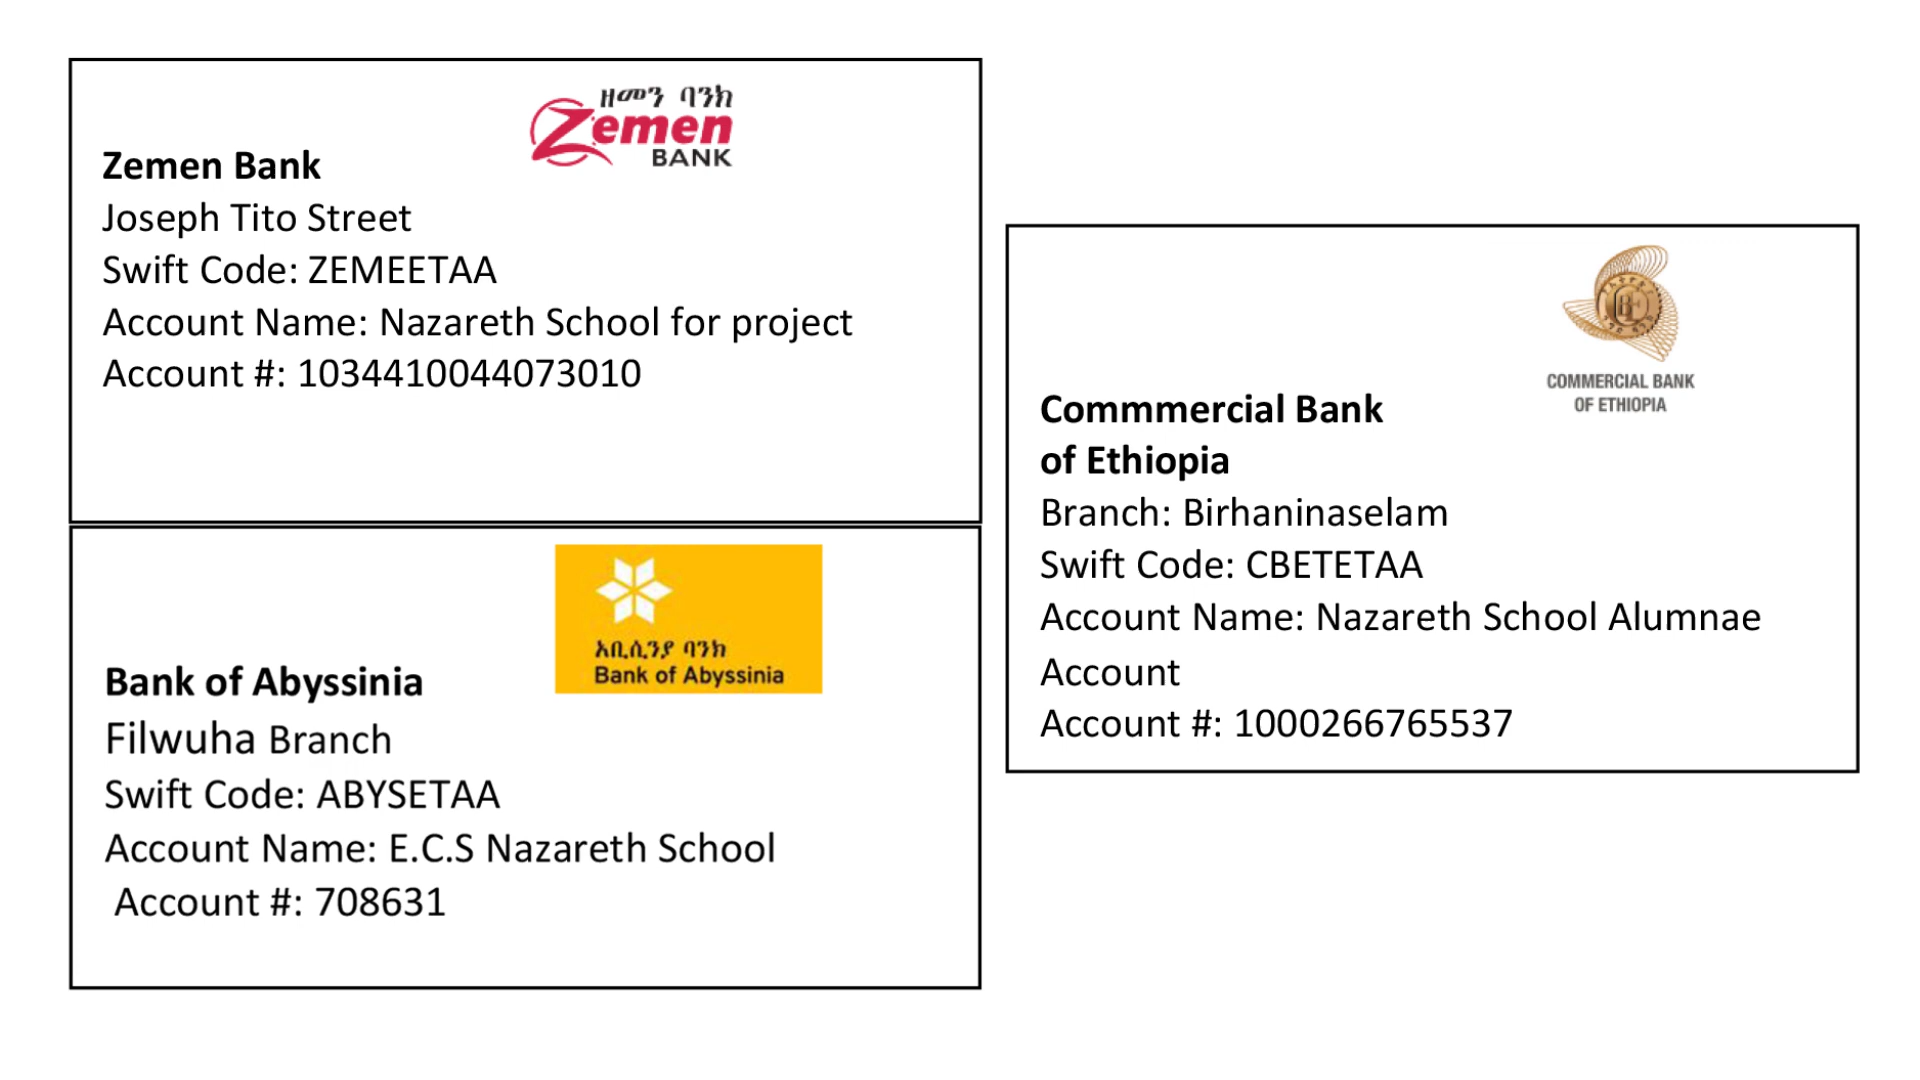 ዘመን ባንክ
Zemen
BANK
Zemen Bank
Joseph Tito Street
Swift Code: ZEMEETAA
Account Name: Nazareth School for project
Account #: 1034410044073010
አቢሲንያ ባንክ
Bank of Abyssinia
Bank of Abyssinia
Filwuha Branch
Swift Code: ABYSETAA
Account Name: E.C.S Nazareth School
Account #: 708631
COMMERCIAL BANK
OF ETHIOPIA
Commmercial Bank
of Ethiopia
Branch: Birhaninaselam
Swift Code: CBETETAA
Account Name: Nazareth School Alumnae
Account
Account #: 1000266765537